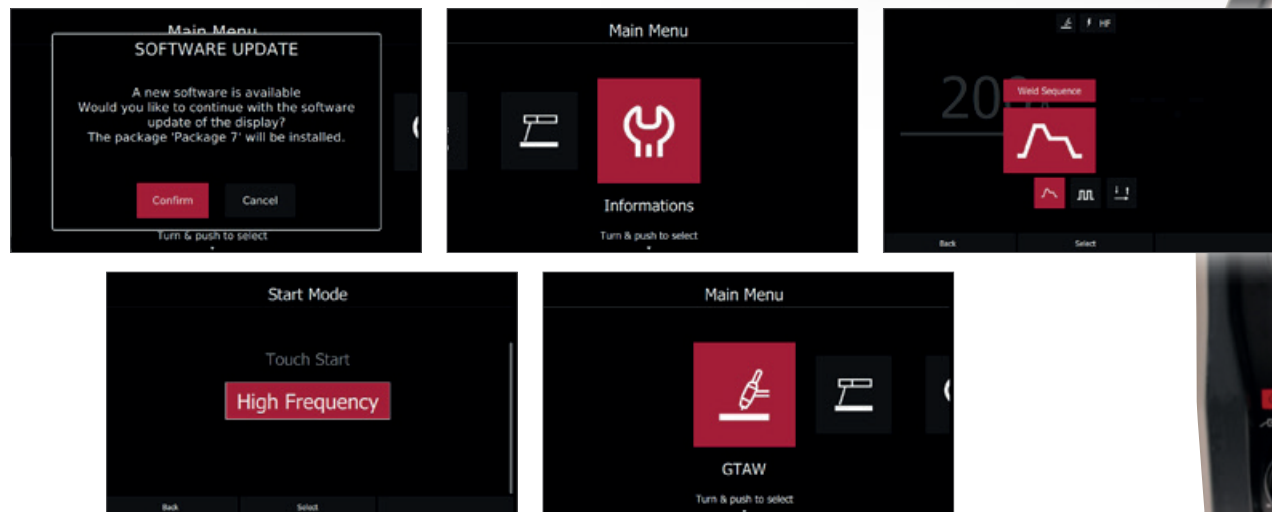 Main Menu
SOFTWARE UPDATE
A new software is available
Would you like to continue with the software
update of the display?
The package 'Package 7' will be installed.
Confirm
Cancel
Turn & push to select
Main Menu
Informations
Turn & push to select
HF
200A
Weld Sequence
Back
Select
Start Mode
Touch Start
High Frequency
Back
Select
Main Menu
GTAW
Turn & push to select